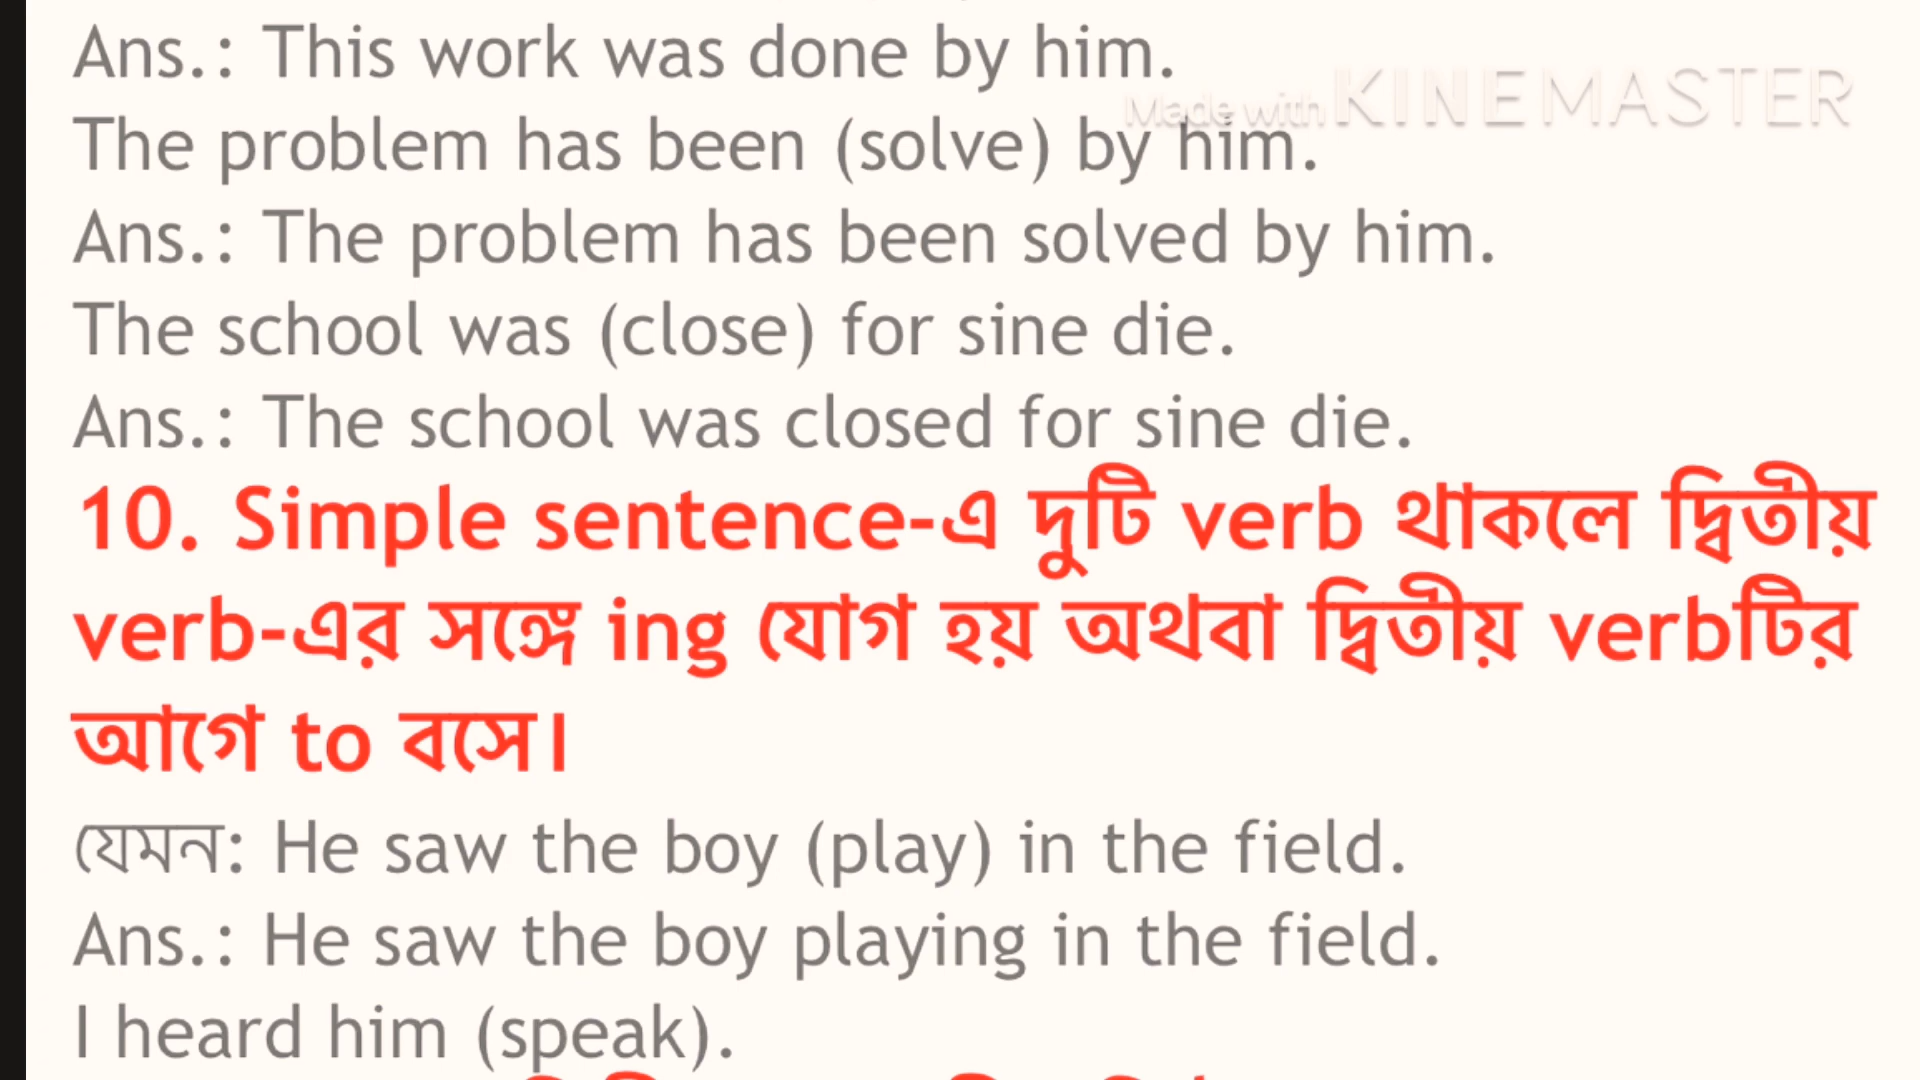 Ans.: This work was done by him.
Made with KINEMASTER
The problem has been (solve) by him.
Ans.: The problem has been solved by him.
The school was (close) for sine die.
Ans.: The school was closed for sine die.
10. Simple sentence-এ দুটি verb থাকলে দ্বিতীয়
verb-এর সঙ্গে ing যোগ হয় অথবা দ্বিতীয় verbটির
আগে to বসে।
যেমন: He saw the boy (play) in the field.
Ans.: He saw the boy playing in the field.
I heard him (speak).